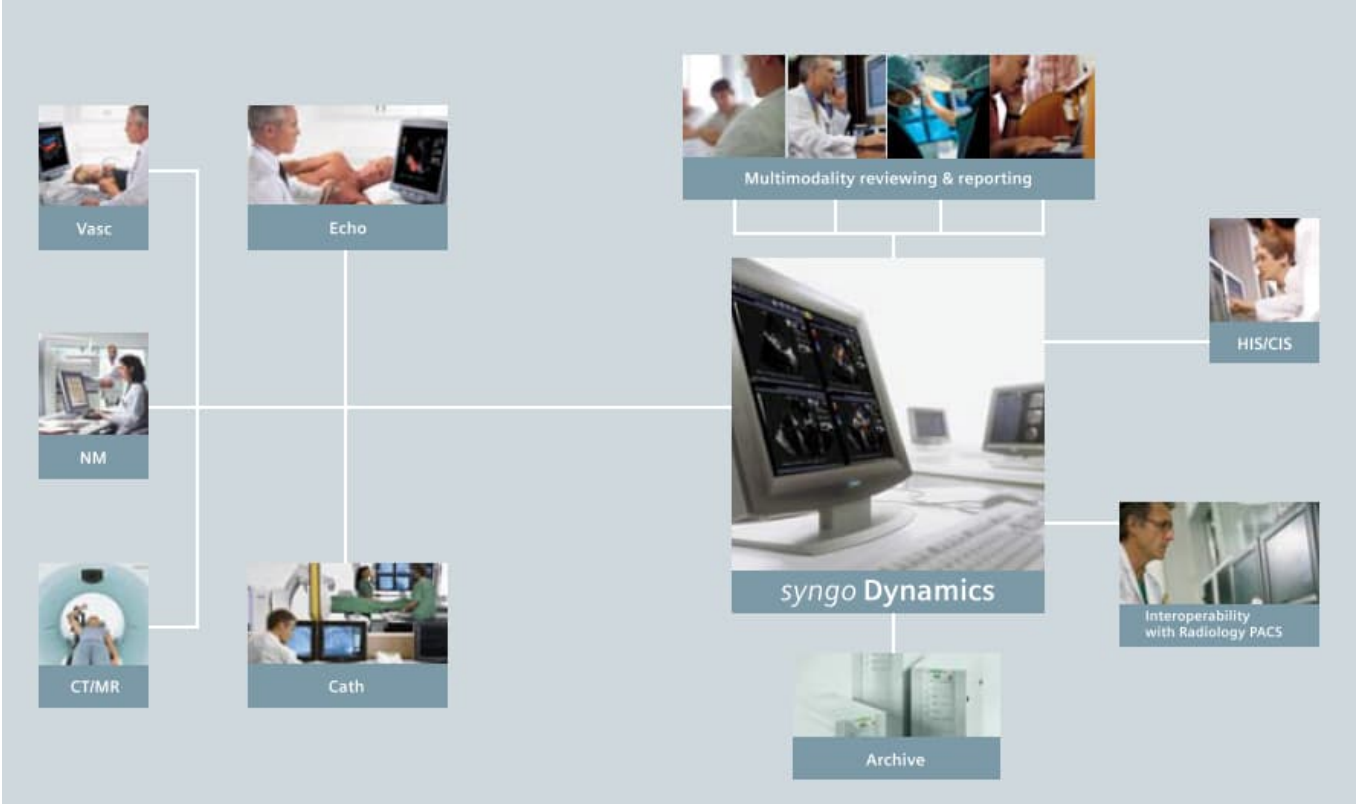 Multimodality reviewing & reporting
Vasc
Echo
HIS/CIS
NM
syngo Dynamics
Interoperability
with Radiology PACS
CT/MR
Cath
Archive